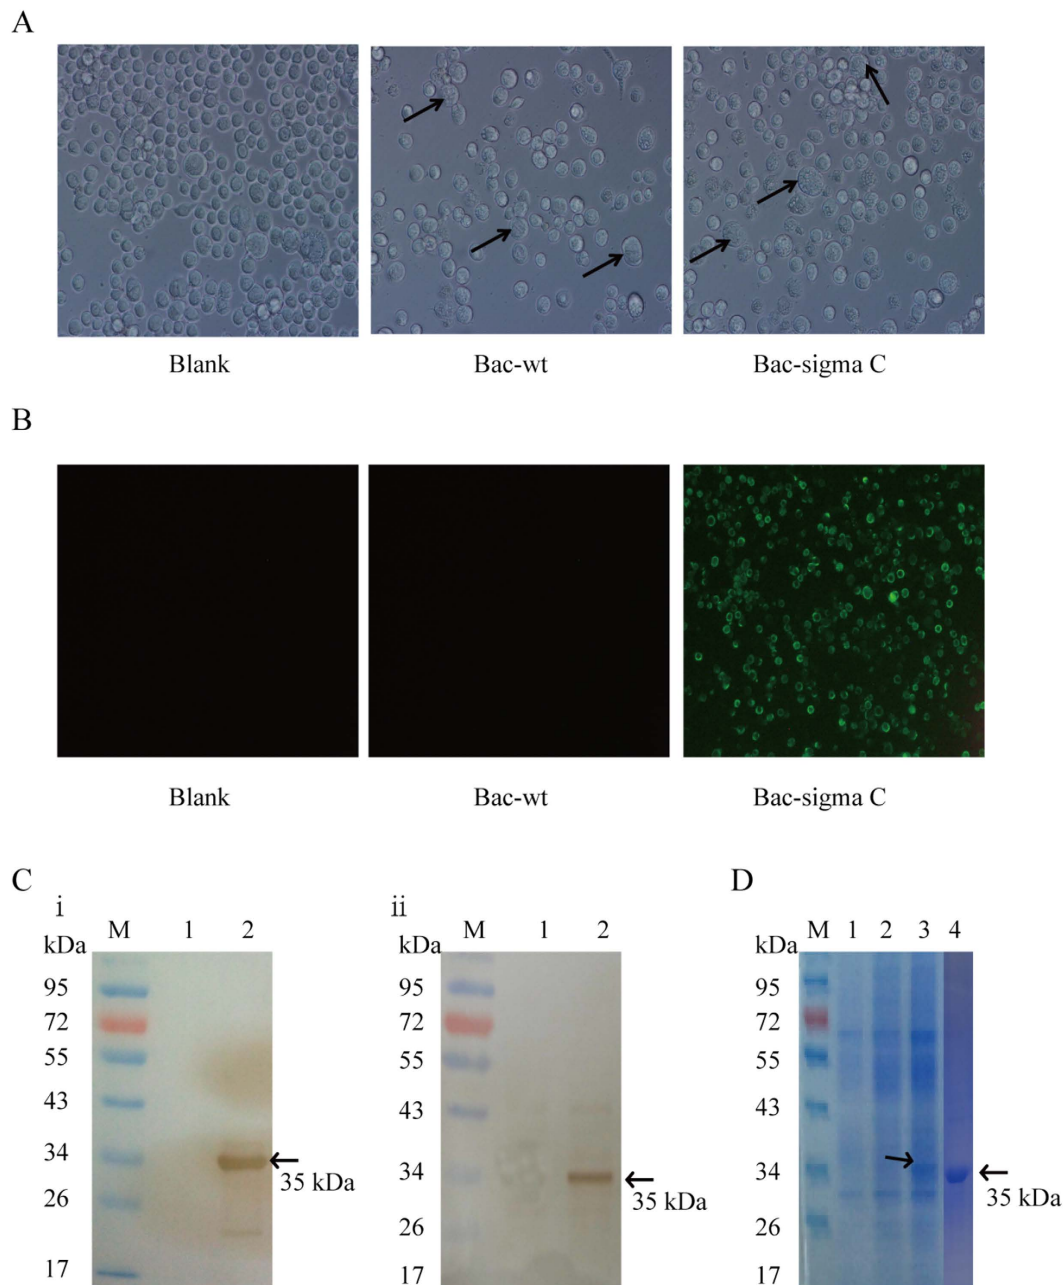 A
Blank Bac-wt Bac-sigma C
B
Blank Bac-wt Bac-sigma C
C D
i ii
M 1 2 M 1 2 M 1 2 3 4
kDa kDa kDa
95 95 95
72 72 72
55 55 55
43 43 43
34 34 34
35 kDa 35 kDa 35 kDa
26 26 26
17 17 17